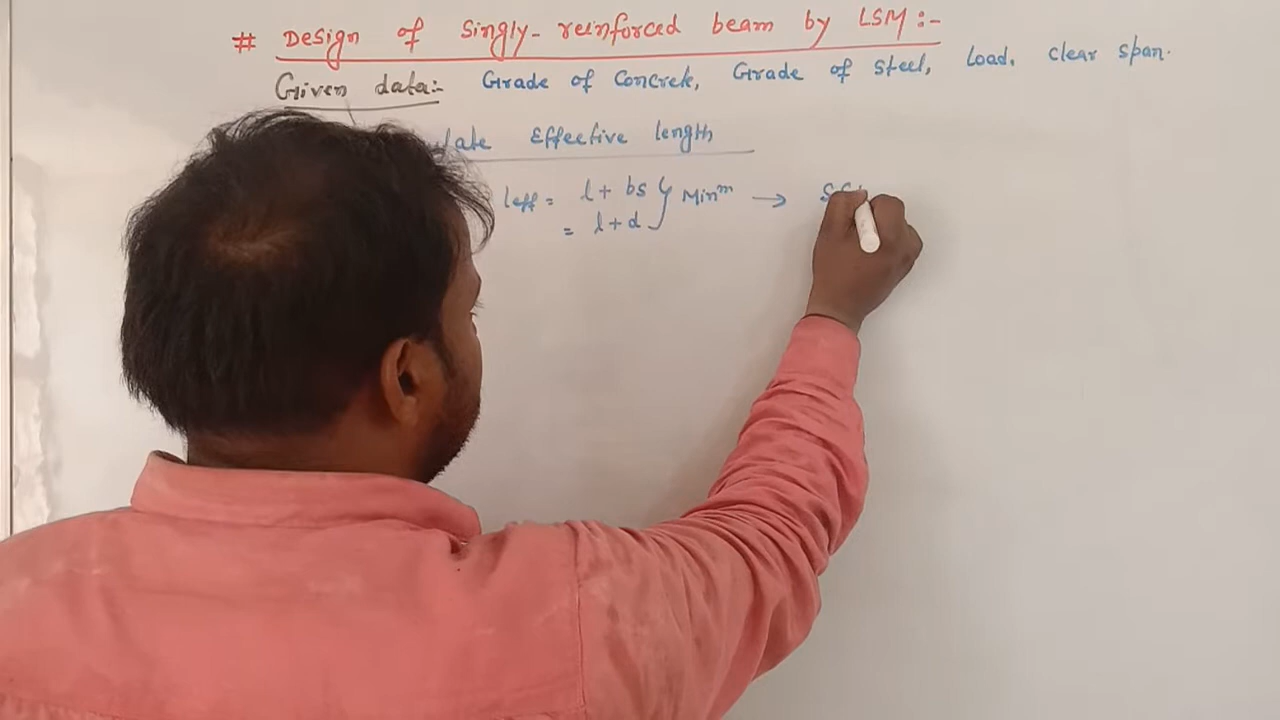 # Design of Singly-reinforced beam by LSM:-
Given data:- Grade of Concrete, Grade of Steel, Load, clear span.
Effective length
leff = l + bs } Minm →
= l + d